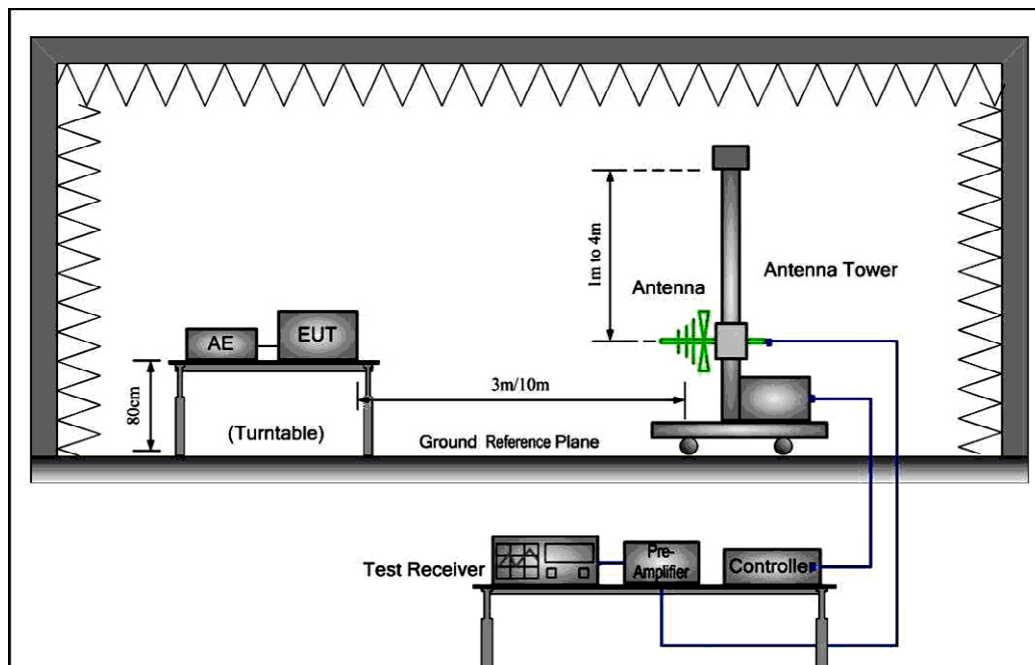 1m to 4m
Antenna Tower
Antenna
AE
EUT
3m/10m
80cm
(Turntable)
Ground Reference Plane
Test Receiver
Pre-
Amplifier
Controller